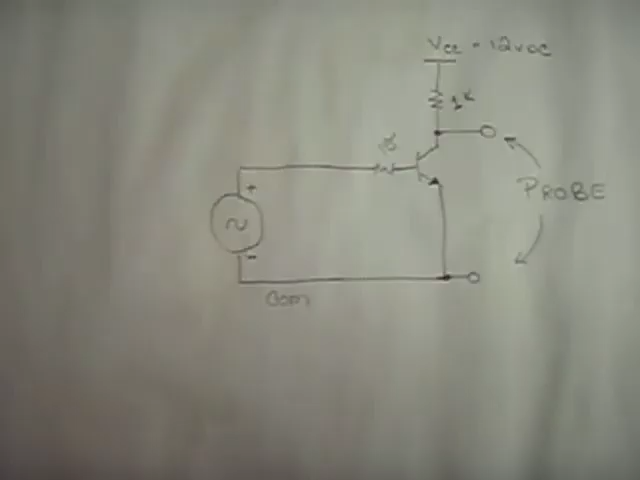 Vcc = 12VDC
1K
+
PROBE
-
Com